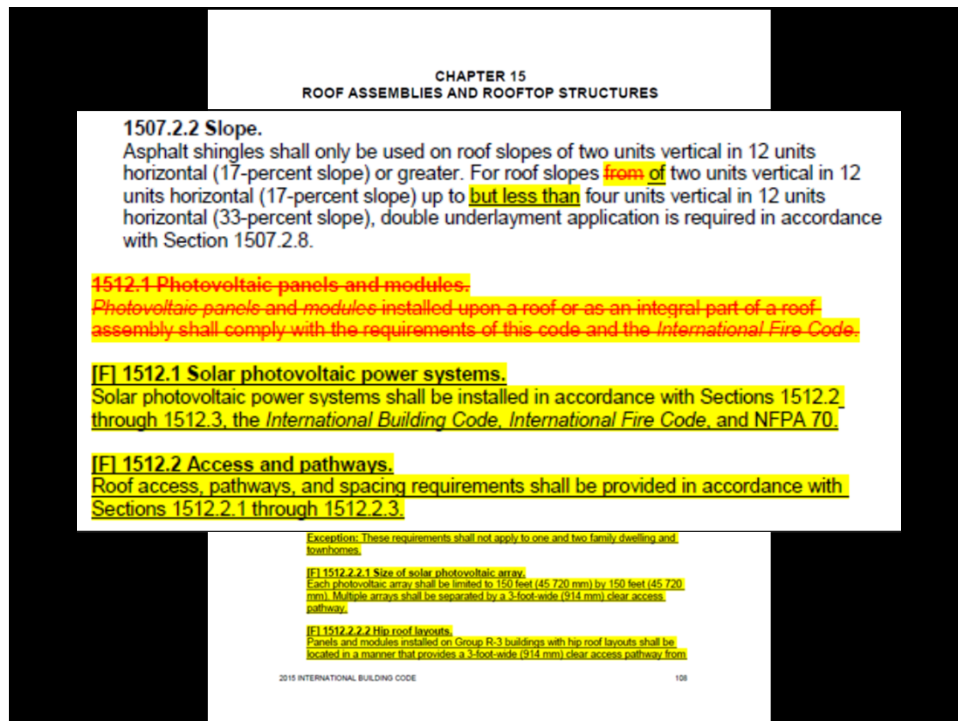 CHAPTER 15
ROOF ASSEMBLIES AND ROOFTOP STRUCTURES
1507.2.2 Slope.
Asphalt shingles shall only be used on roof slopes of two units vertical in 12 units
horizontal (17-percent slope) or greater. For roof slopes from of two units vertical in 12
units horizontal (17-percent slope) up to but less than four units vertical in 12 units
horizontal (33-percent slope), double underlayment application is required in accordance
with Section 1507.2.8.
1512.1 Photovoltaic panels and modules.
Photovoltaic panels and modules installed upon a roof or as an integral part of a roof
assembly shall comply with the requirements of this code and the International Fire Code.
[F] 1512.1 Solar photovoltaic power systems.
Solar photovoltaic power systems shall be installed in accordance with Sections 1512.2
through 1512.3, the International Building Code, International Fire Code, and NFPA 70.
[F] 1512.2 Access and pathways.
Roof access, pathways, and spacing requirements shall be provided in accordance with
Sections 1512.2.1 through 1512.2.3.
Exception: These requirements shall not apply to one and two family dwelling and
townhomes.
[F] 1512.2.2.1 Size of solar photovoltaic array.
Each photovoltaic array shall be limited to 150 feet (45 720 mm) by 150 feet (45 720
mm). Multiple arrays shall be separated by a 3-foot-wide (914 mm) clear access
pathway.
[F] 1512.2.2.2 Hip roof layouts.
Panels and modules installed on Group R-3 buildings with hip roof layouts shall be
located in a manner that provides a 3-foot-wide (914 mm) clear access pathway from
2015 INTERNATIONAL BUILDING CODE 108